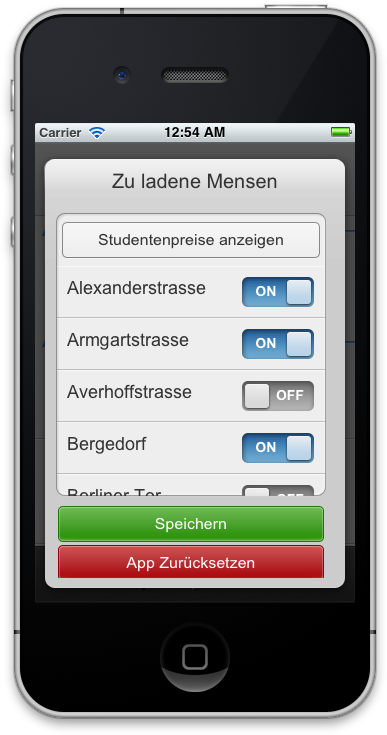 Carrier 12:54 AM
Zu ladene Mensen
Studentenpreise anzeigen
Alexanderstrasse ON
Armgartstrasse ON
Averhoffstrasse OFF
Bergedorf ON
Berliner Tor OFF
Speichern
App Zurücksetzen